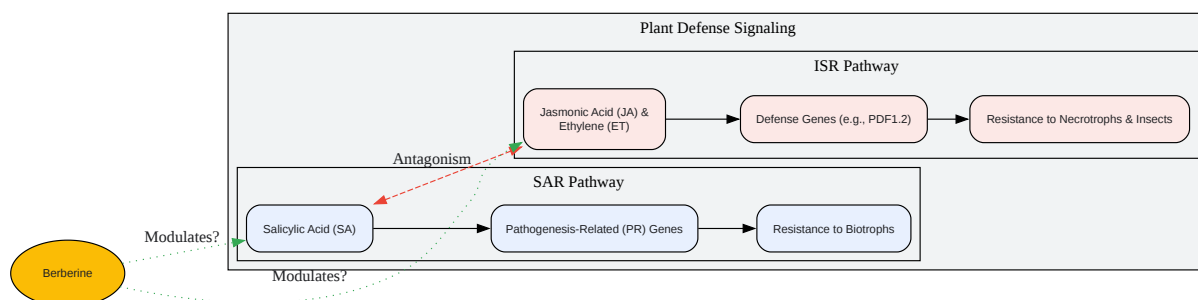 Plant Defense Signaling
ISR Pathway
Jasmonic Acid (JA) &
Ethylene (ET)
Defense Genes (e.g., PDF1.2)
Resistance to Necrotrophs & Insects
Antagonism
SAR Pathway
Salicylic Acid (SA)
Pathogenesis-Related (PR) Genes
Resistance to Biotrophs
Modulates?
Berberine
Modulates?